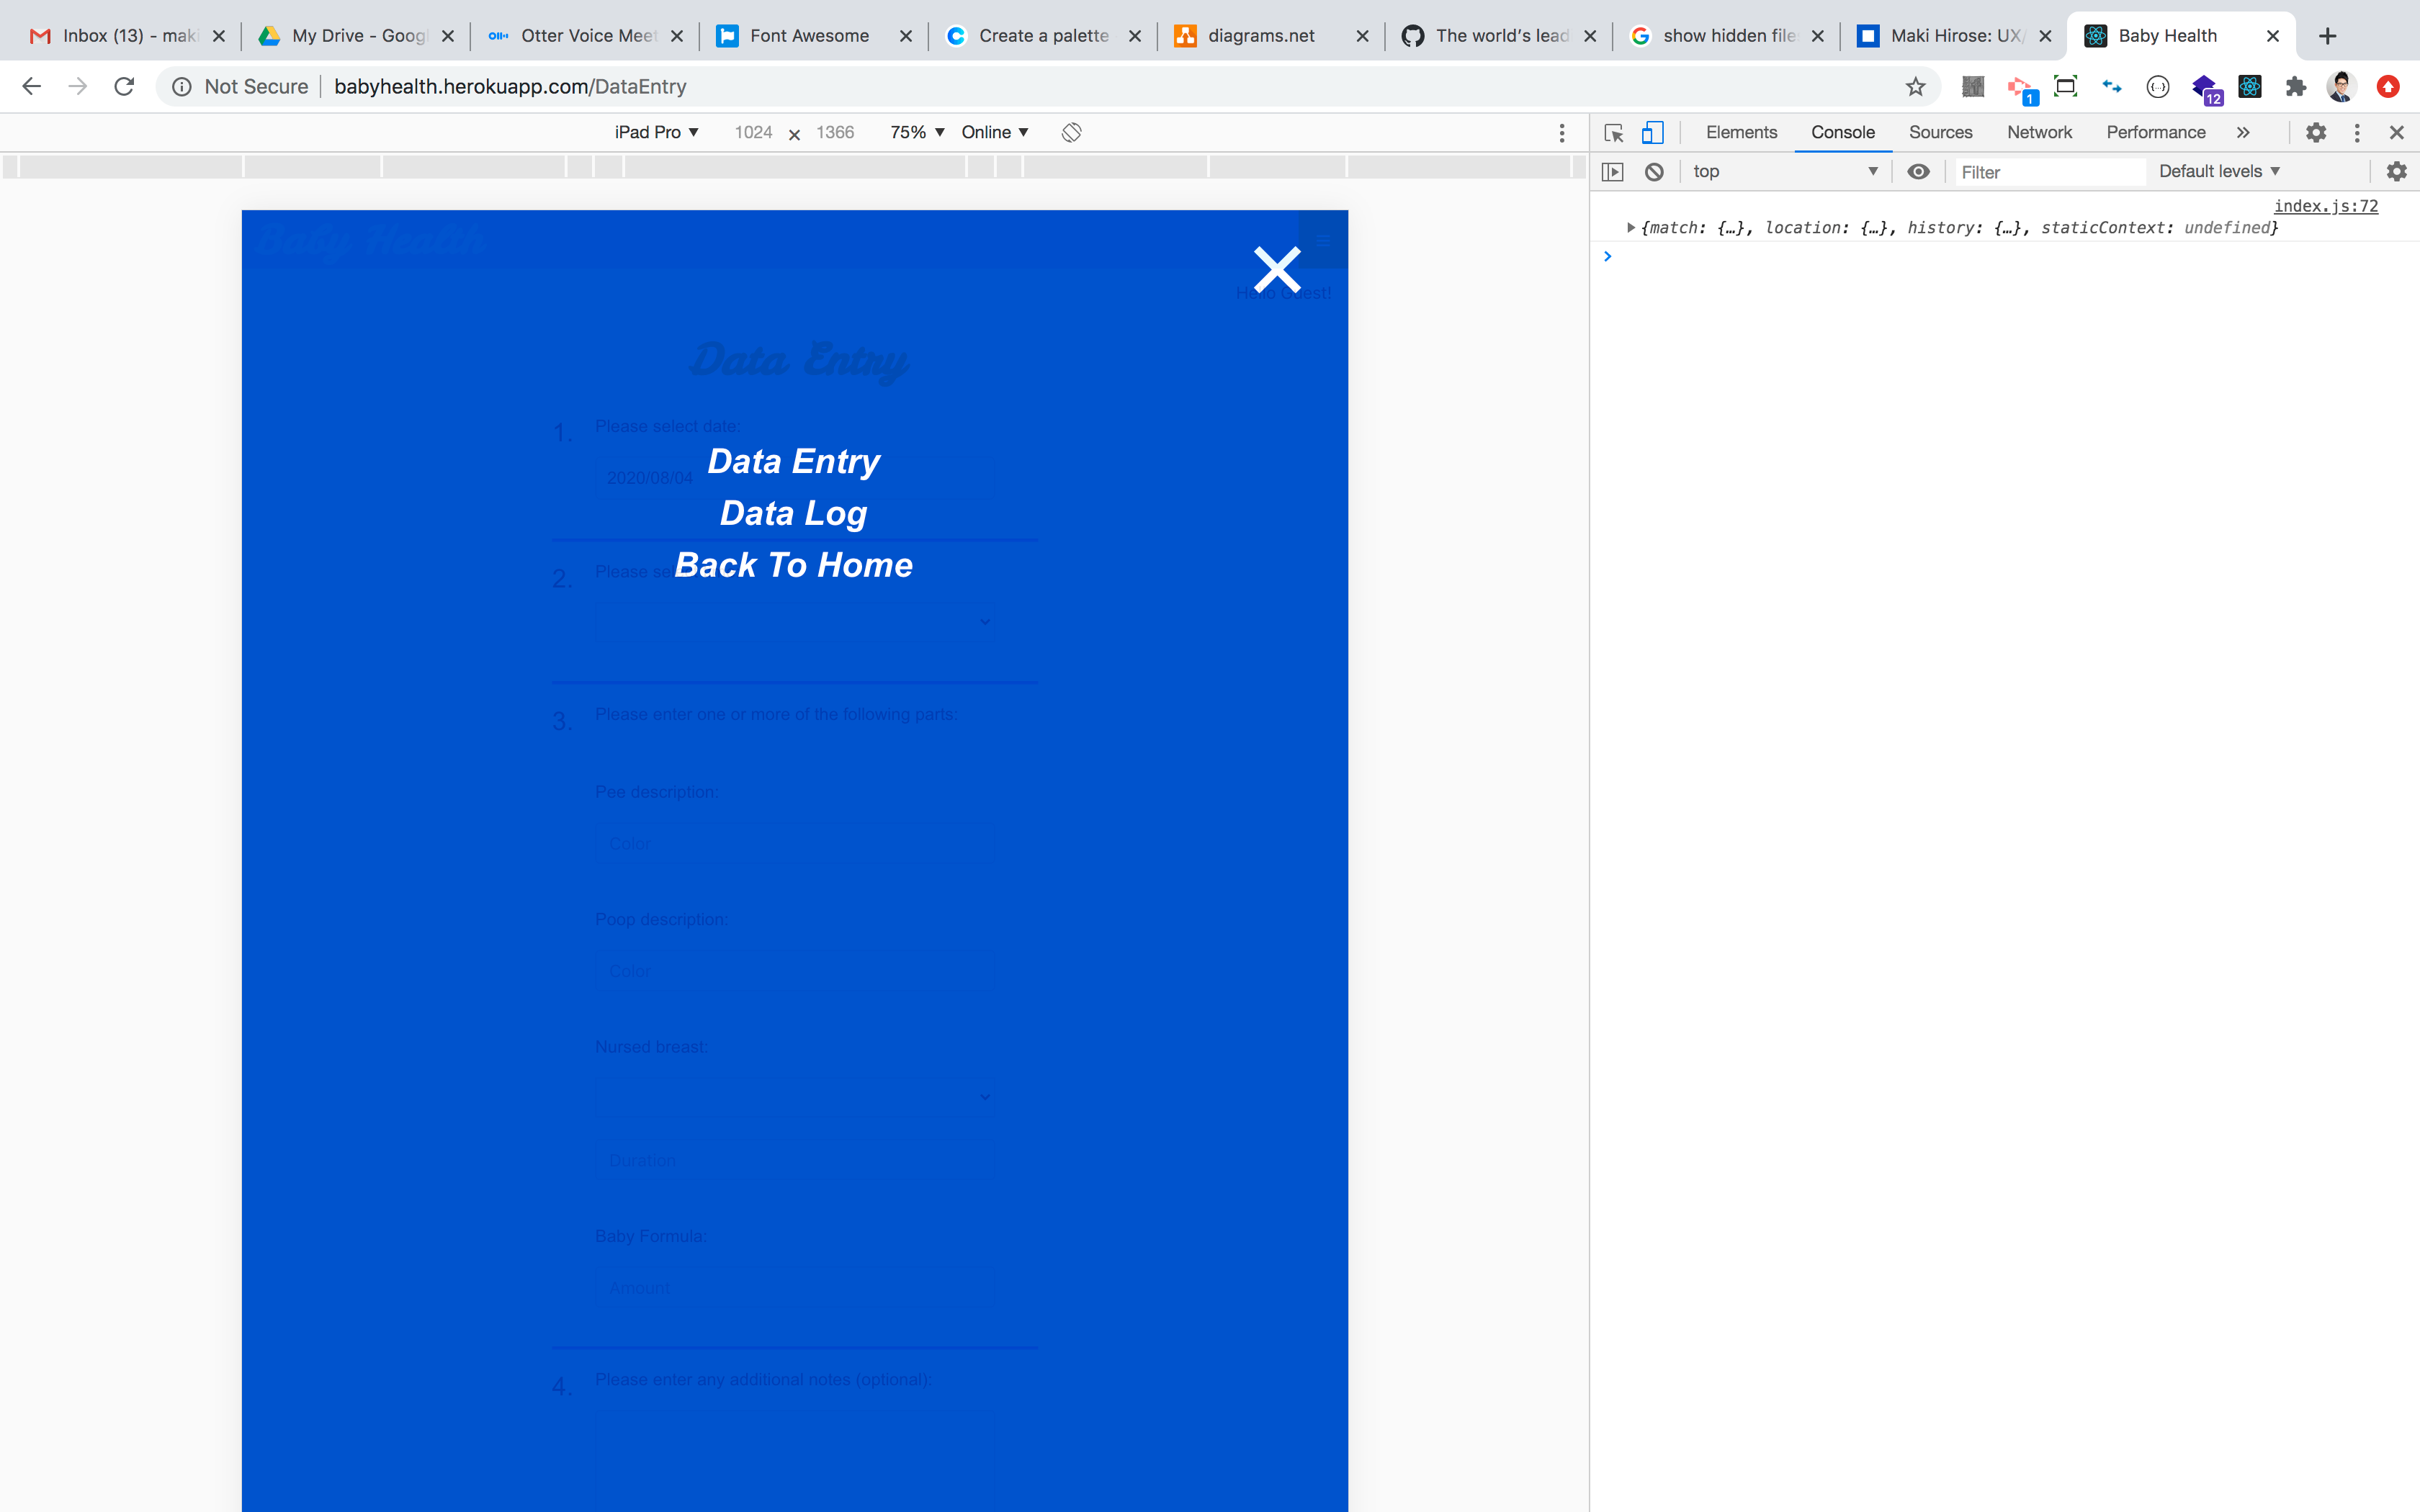 Inbox (13) - maki
My Drive - Googl
Otter Voice Meet
Font Awesome
Create a palette
diagrams.net
The world's lead
show hidden file
Maki Hirose: UX/
Baby Health
Not Secure | babyhealth.herokuapp.com/DataEntry
1
12
iPad Pro ▼ 1024 × 1366 75% ▼ Online ▼
Elements Console Sources Network Performance »
top ▼ Filter Default levels ▼
index.js:72
▶{match: {…}, location: {…}, history: {…}, staticContext: undefined}
Baby Health
Hello Guest!
Data Entry
1. Please select date:
Data Entry
2020/08/04
Data Log
Back To Home
2. Please se
3. Please enter one or more of the following parts:
Pee description:
Color
Poop description:
Color
Nursed breast:
Duration
Baby Formula:
Amount
4. Please enter any additional notes (optional):